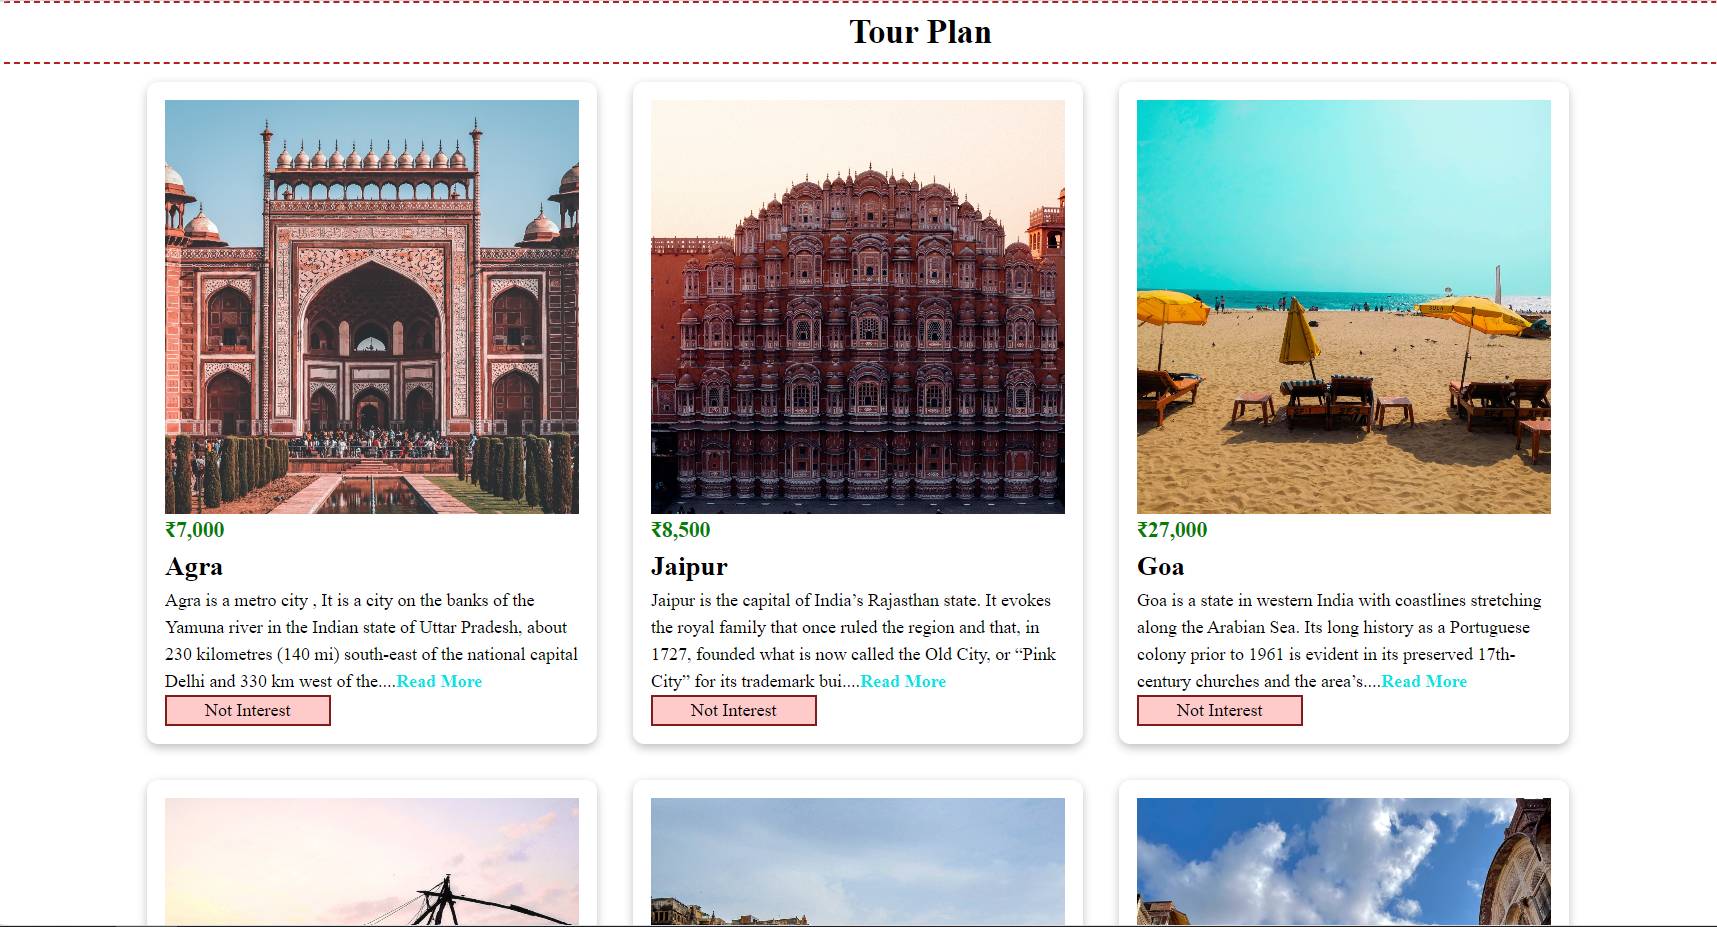 Tour Plan
₹7,000
Agra
Agra is a metro city , It is a city on the banks of the
Yamuna river in the Indian state of Uttar Pradesh, about
230 kilometres (140 mi) south-east of the national capital
Delhi and 330 km west of the....Read More
Not Interest
₹8,500
Jaipur
Jaipur is the capital of India’s Rajasthan state. It evokes
the royal family that once ruled the region and that, in
1727, founded what is now called the Old City, or “Pink
City” for its trademark bui....Read More
Not Interest
₹27,000
Goa
Goa is a state in western India with coastlines stretching
along the Arabian Sea. Its long history as a Portuguese
colony prior to 1961 is evident in its preserved 17th-
century churches and the area’s....Read More
Not Interest